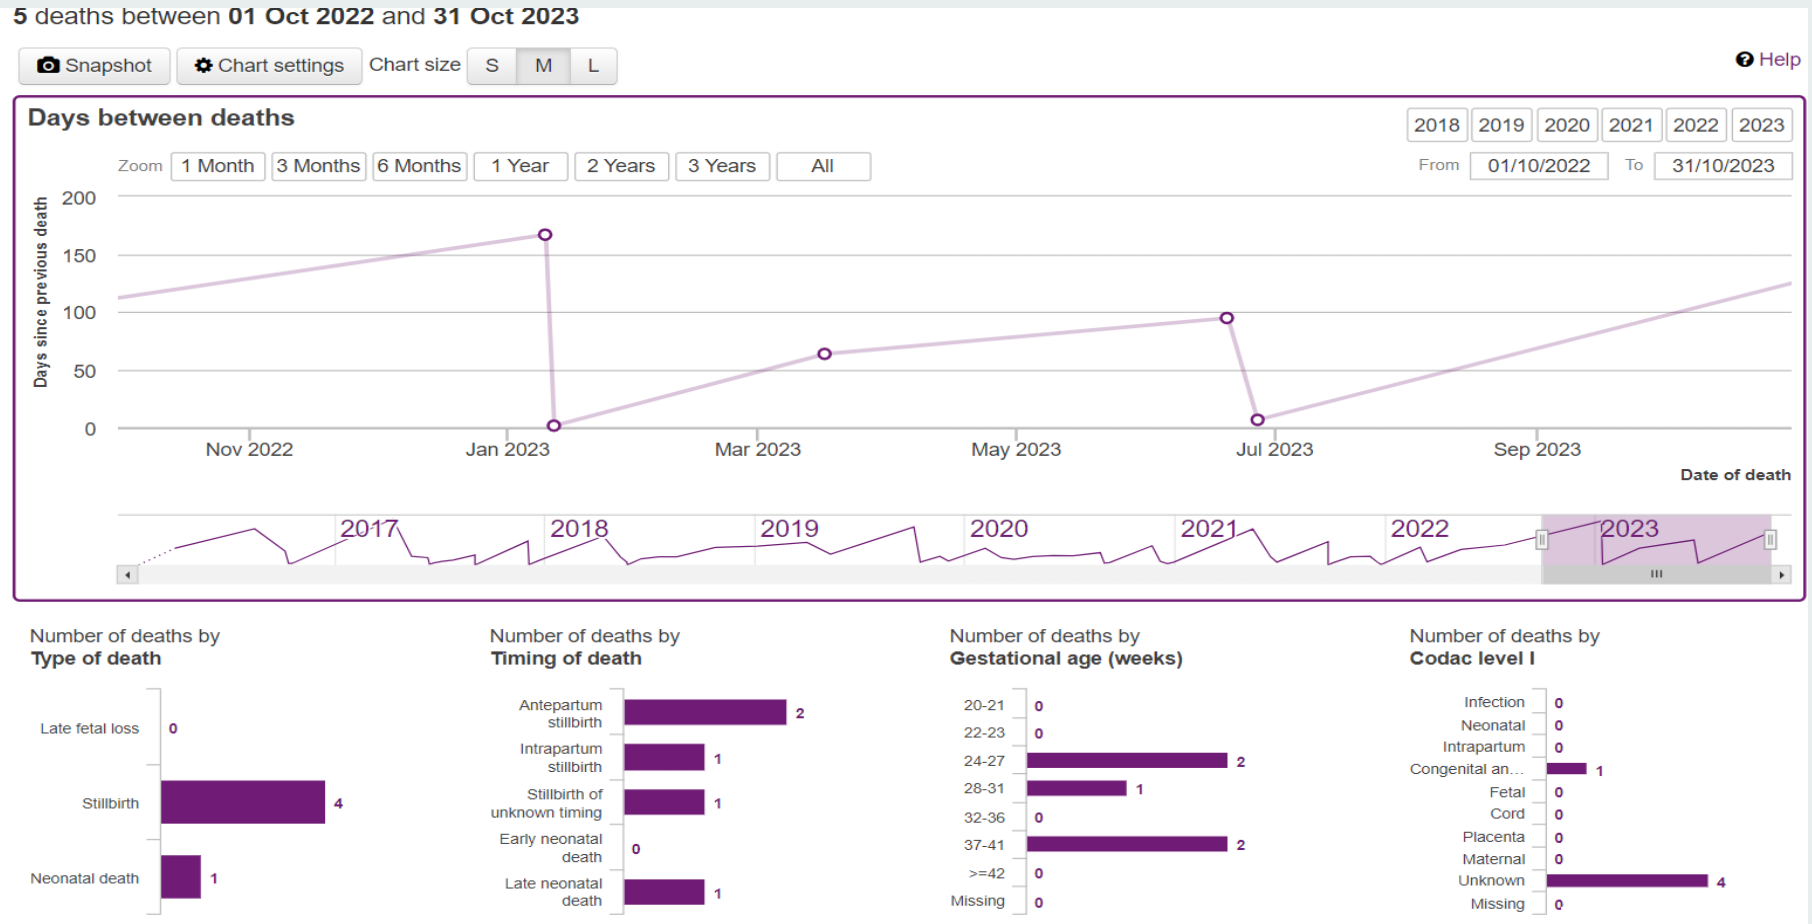 5 deaths between 01 Oct 2022 and 31 Oct 2023
Snapshot Chart settings Chart size S M L Help
Days between deaths
2018 2019 2020 2021 2022 2023
Zoom 1 Month 3 Months 6 Months 1 Year 2 Years 3 Years All From 01/10/2022 To 31/10/2023
Days since previous death
200
150
100
50
0
Nov 2022 Jan 2023 Mar 2023 May 2023 Jul 2023 Sep 2023
Date of death
2017 2018 2019 2020 2021 2022 2023
Number of deaths by
Type of death
Late fetal loss 0
Stillbirth 4
Neonatal death 1
Number of deaths by
Timing of death
Antepartum
stillbirth 2
Intrapartum
stillbirth 1
Stillbirth of
unknown timing 1
Early neonatal
death 0
Late neonatal
death 1
Number of deaths by
Gestational age (weeks)
20-21 0
22-23 0
24-27 2
28-31 1
32-36 0
37-41 2
>=42 0
Missing 0
Number of deaths by
Codac level I
Infection 0
Neonatal 0
Intrapartum 0
Congenital an... 1
Fetal 0
Cord 0
Placenta 0
Maternal 0
Unknown 4
Missing 0